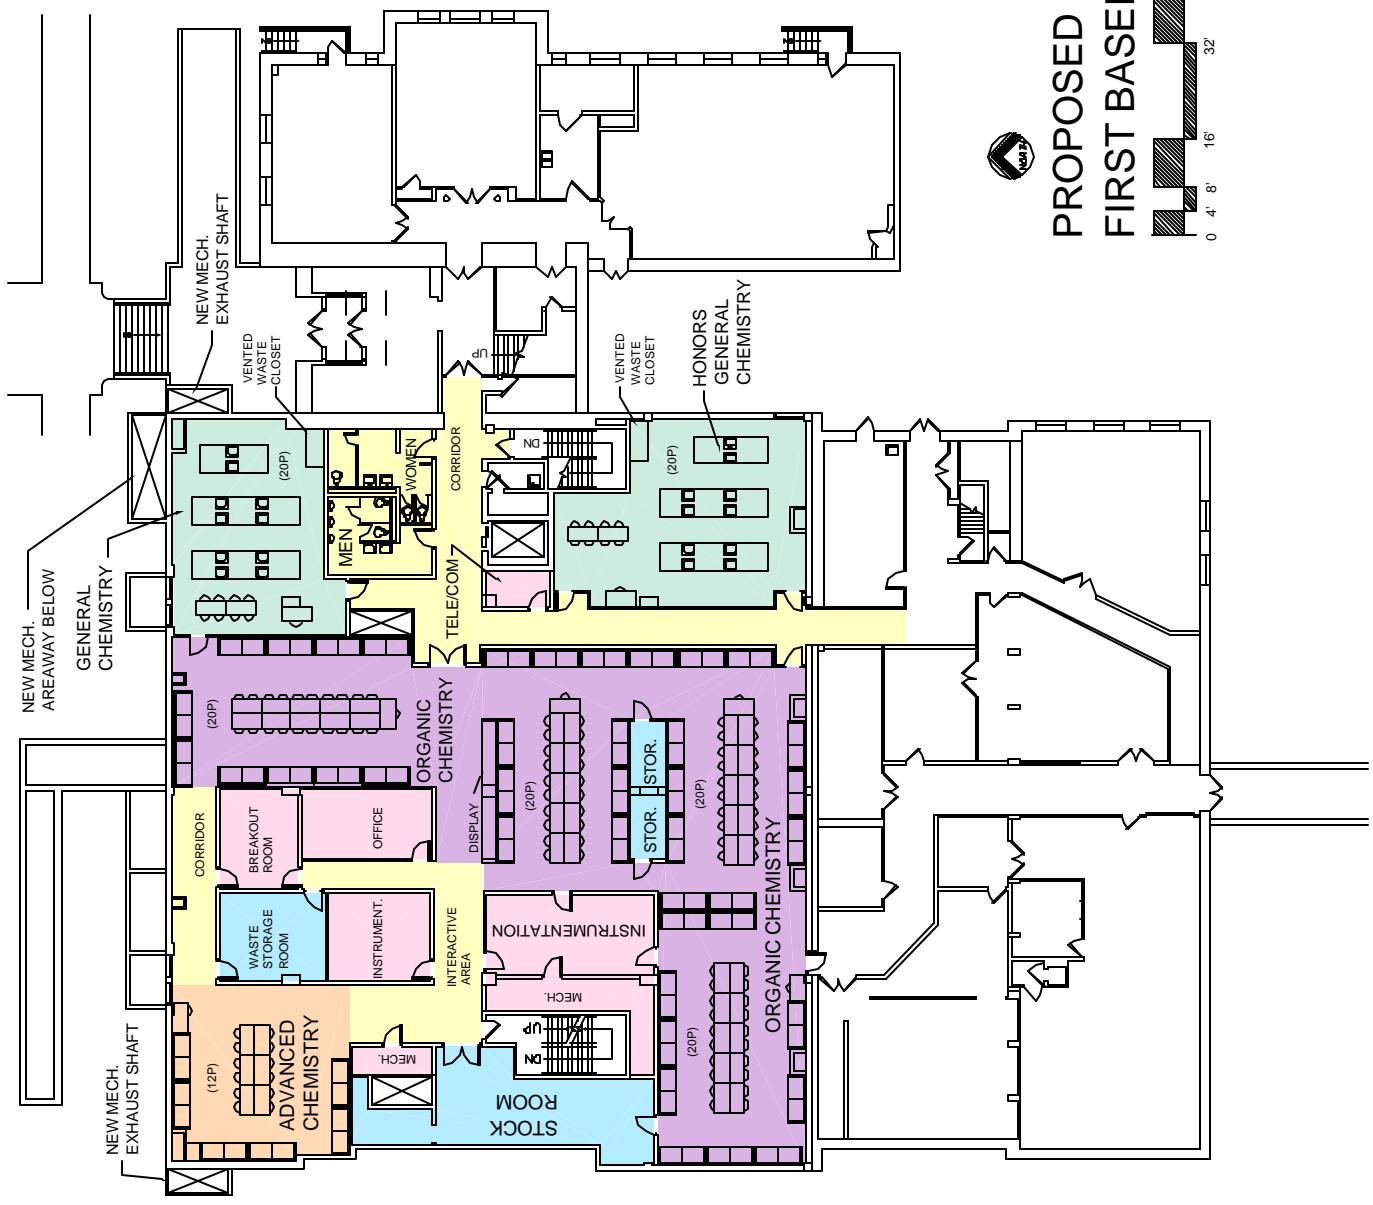 PROPOSED
FIRST BASE
0 4' 8' 16' 32'
NORTH
NEW MECH.
EXHAUST SHAFT
VENTED
WASTE
CLOSET
VENTED
WASTE
CLOSET
HONORS
GENERAL
CHEMISTRY
UP
NEW MECH.
AREAWAY BELOW
GENERAL
CHEMISTRY
(20P)
WOMEN
MEN
CORRIDOR
DN
(20P)
TELE/COM
(20P)
ORGANIC
CHEMISTRY
DISPLAY
(20P)
STOR.
STOR.
(20P)
ORGANIC CHEMISTRY
CORRIDOR
BREAKOUT
ROOM
OFFICE
WASTE
STORAGE
ROOM
INSTRUMENT.
INTERACTIVE
AREA
INSTRUMENTATION
MECH.
UP
DN
(20P)
NEW MECH.
EXHAUST SHAFT
(12P)
ADVANCED
CHEMISTRY
MECH.
STOCK
ROOM